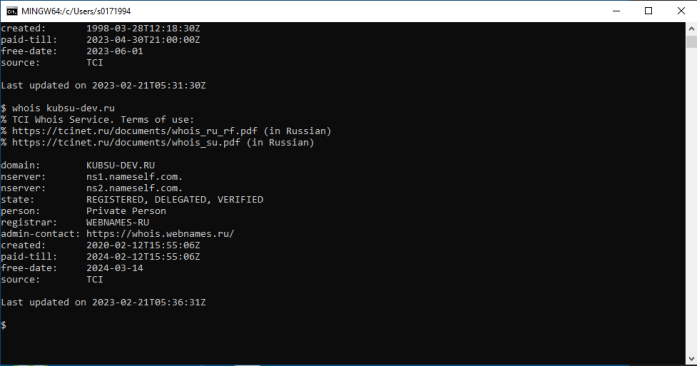 MINGW64:/c/Users/s0171994
created: 1998-03-28T12:18:30Z
paid-till: 2023-04-30T21:00:00Z
free-date: 2023-06-01
source: TCI
Last updated on 2023-02-21T05:31:30Z
$ whois kubsu-dev.ru
% TCI Whois Service. Terms of use:
% https://tcinet.ru/documents/whois_ru_rf.pdf (in Russian)
% https://tcinet.ru/documents/whois_su.pdf (in Russian)
domain: KUBSU-DEV.RU
nserver: ns1.nameself.com.
nserver: ns2.nameself.com.
state: REGISTERED, DELEGATED, VERIFIED
person: Private Person
registrar: WEBNAMES-RU
admin-contact: https://whois.webnames.ru/
created: 2020-02-12T15:55:06Z
paid-till: 2024-02-12T15:55:06Z
free-date: 2024-03-14
source: TCI
Last updated on 2023-02-21T05:36:31Z
$